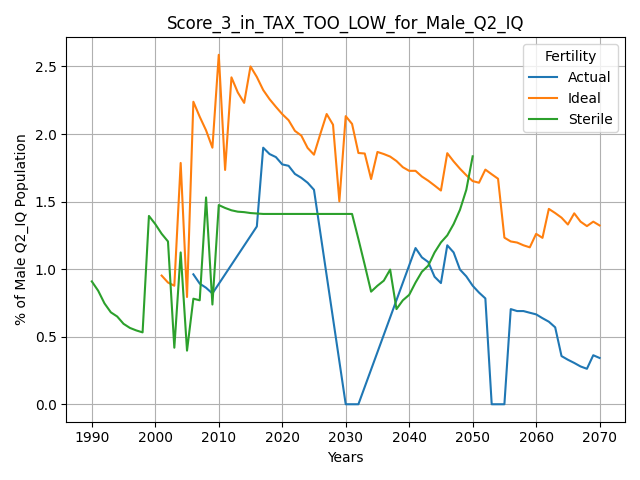 Score_3_in_TAX_TOO_LOW_for_Male_Q2_IQ
Fertility
Actual
Ideal
Sterile
% of Male Q2_IQ Population
2.5
2.0
1.5
1.0
0.5
0.0
1990 2000 2010 2020 2030 2040 2050 2060 2070
Years